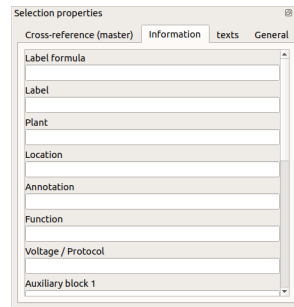 Selection properties
Cross-reference (master) Information texts General
Label formula
Label
Plant
Location
Annotation
Function
Voltage / Protocol
Auxiliary block 1